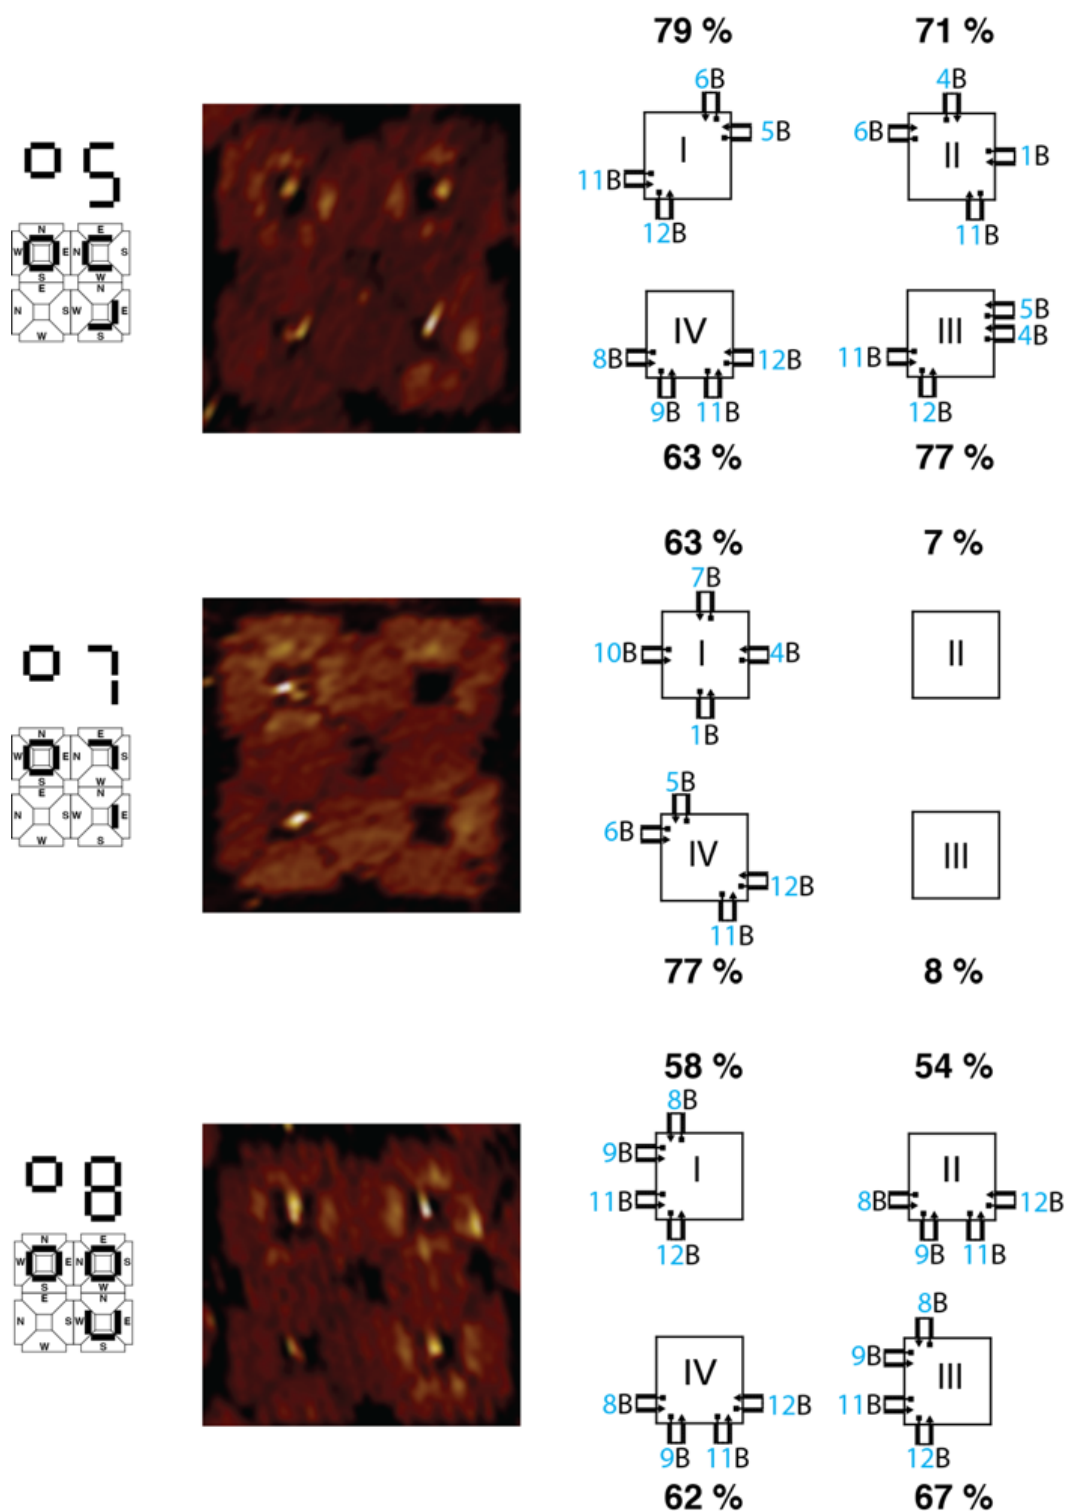 79 % 71 %
6B 4B
5B 6B 1B
I II
11B
12B 11B
5B
IV III 4B
8B 12B 11B
9B 11B 12B
63 % 77 %
N E
W E N S
S W
E N
N S W E
W S
63 % 7 %
7B
10B I 4B II
1B
5B
6B
IV III
12B
11B
77 % 8 %
N E
W E N S
S W
E N
N S W E
W S
58 % 54 %
8B
9B I II
11B 8B 12B
12B 9B 11B
8B
IV 9B III
8B 12B 11B
9B 11B 12B
62 % 67 %
N E
W E N S
S W
E N
N S W E
W S
°5
°7
°8